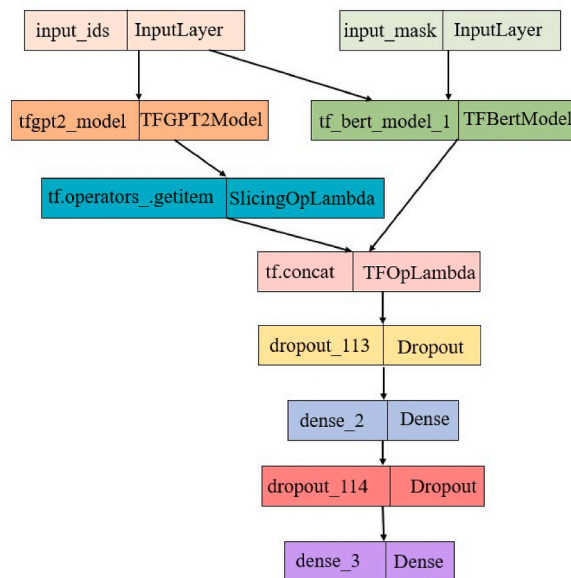 input_ids InputLayer input_mask InputLayer
tfgpt2_model TFGPT2Model tf_bert_model_1 TFBertModel
tf.operators_.getitem SlicingOpLambda
tf.concat TFOpLambda
dropout_113 Dropout
dense_2 Dense
dropout_114 Dropout
dense_3 Dense